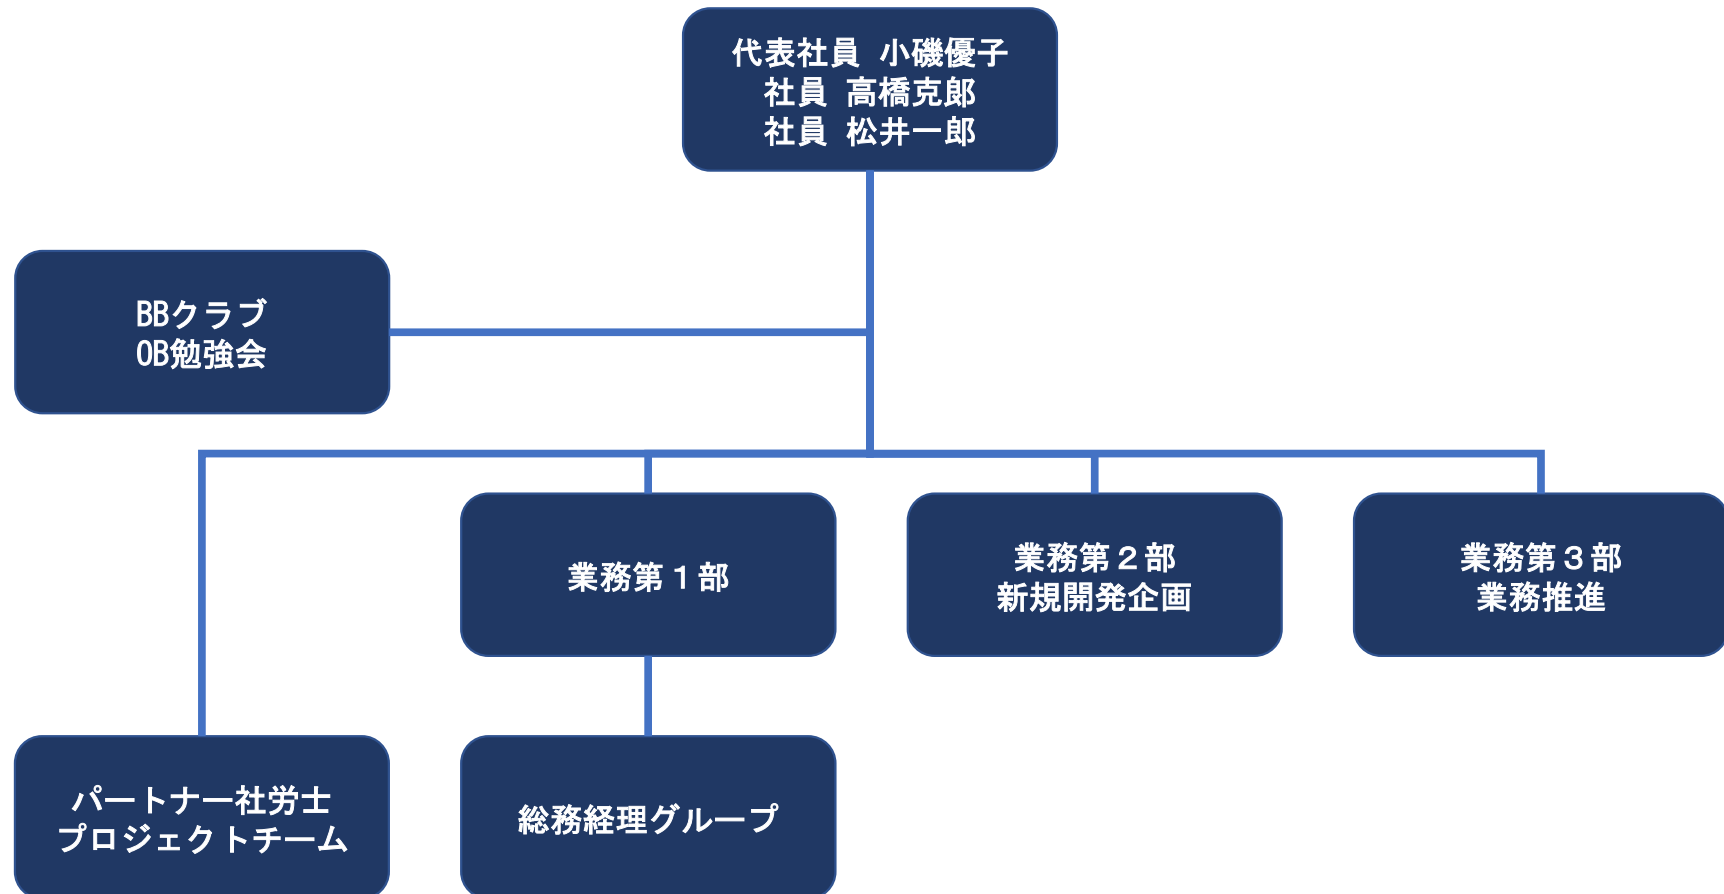 代表社員 小磯優子
社員 高橋克郎
社員 松井一郎
BBクラブ
OB勉強会
業務第１部
業務第２部
新規開発企画
業務第３部
業務推進
パートナー社労士
プロジェクトチーム
総務経理グループ